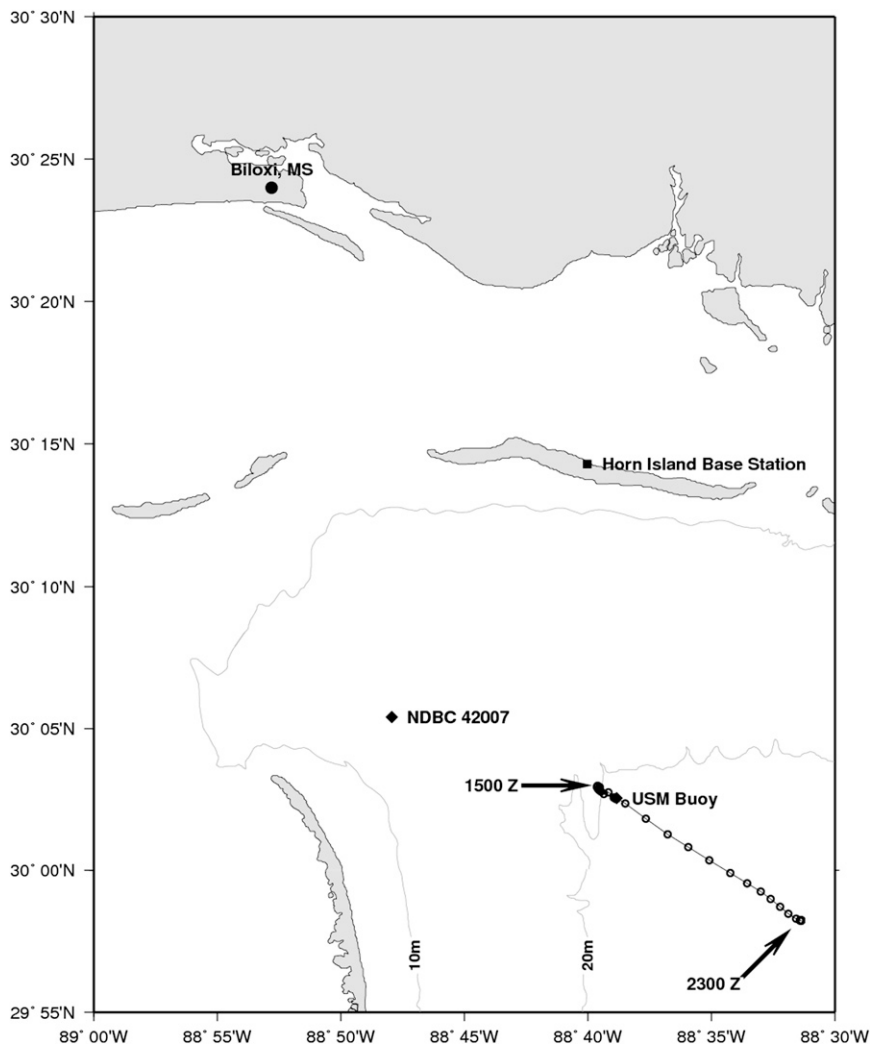 30° 30'N
30° 25'N
Biloxi, MS
30° 20'N
30° 15'N
Horn Island Base Station
30° 10'N
NDBC 42007
30° 05'N
1500 Z
USM Buoy
30° 00'N
10m
20m
2300 Z
29° 55'N
89° 00'W 88° 55'W 88° 50'W 88° 45'W 88° 40'W 88° 35'W 88° 30'W